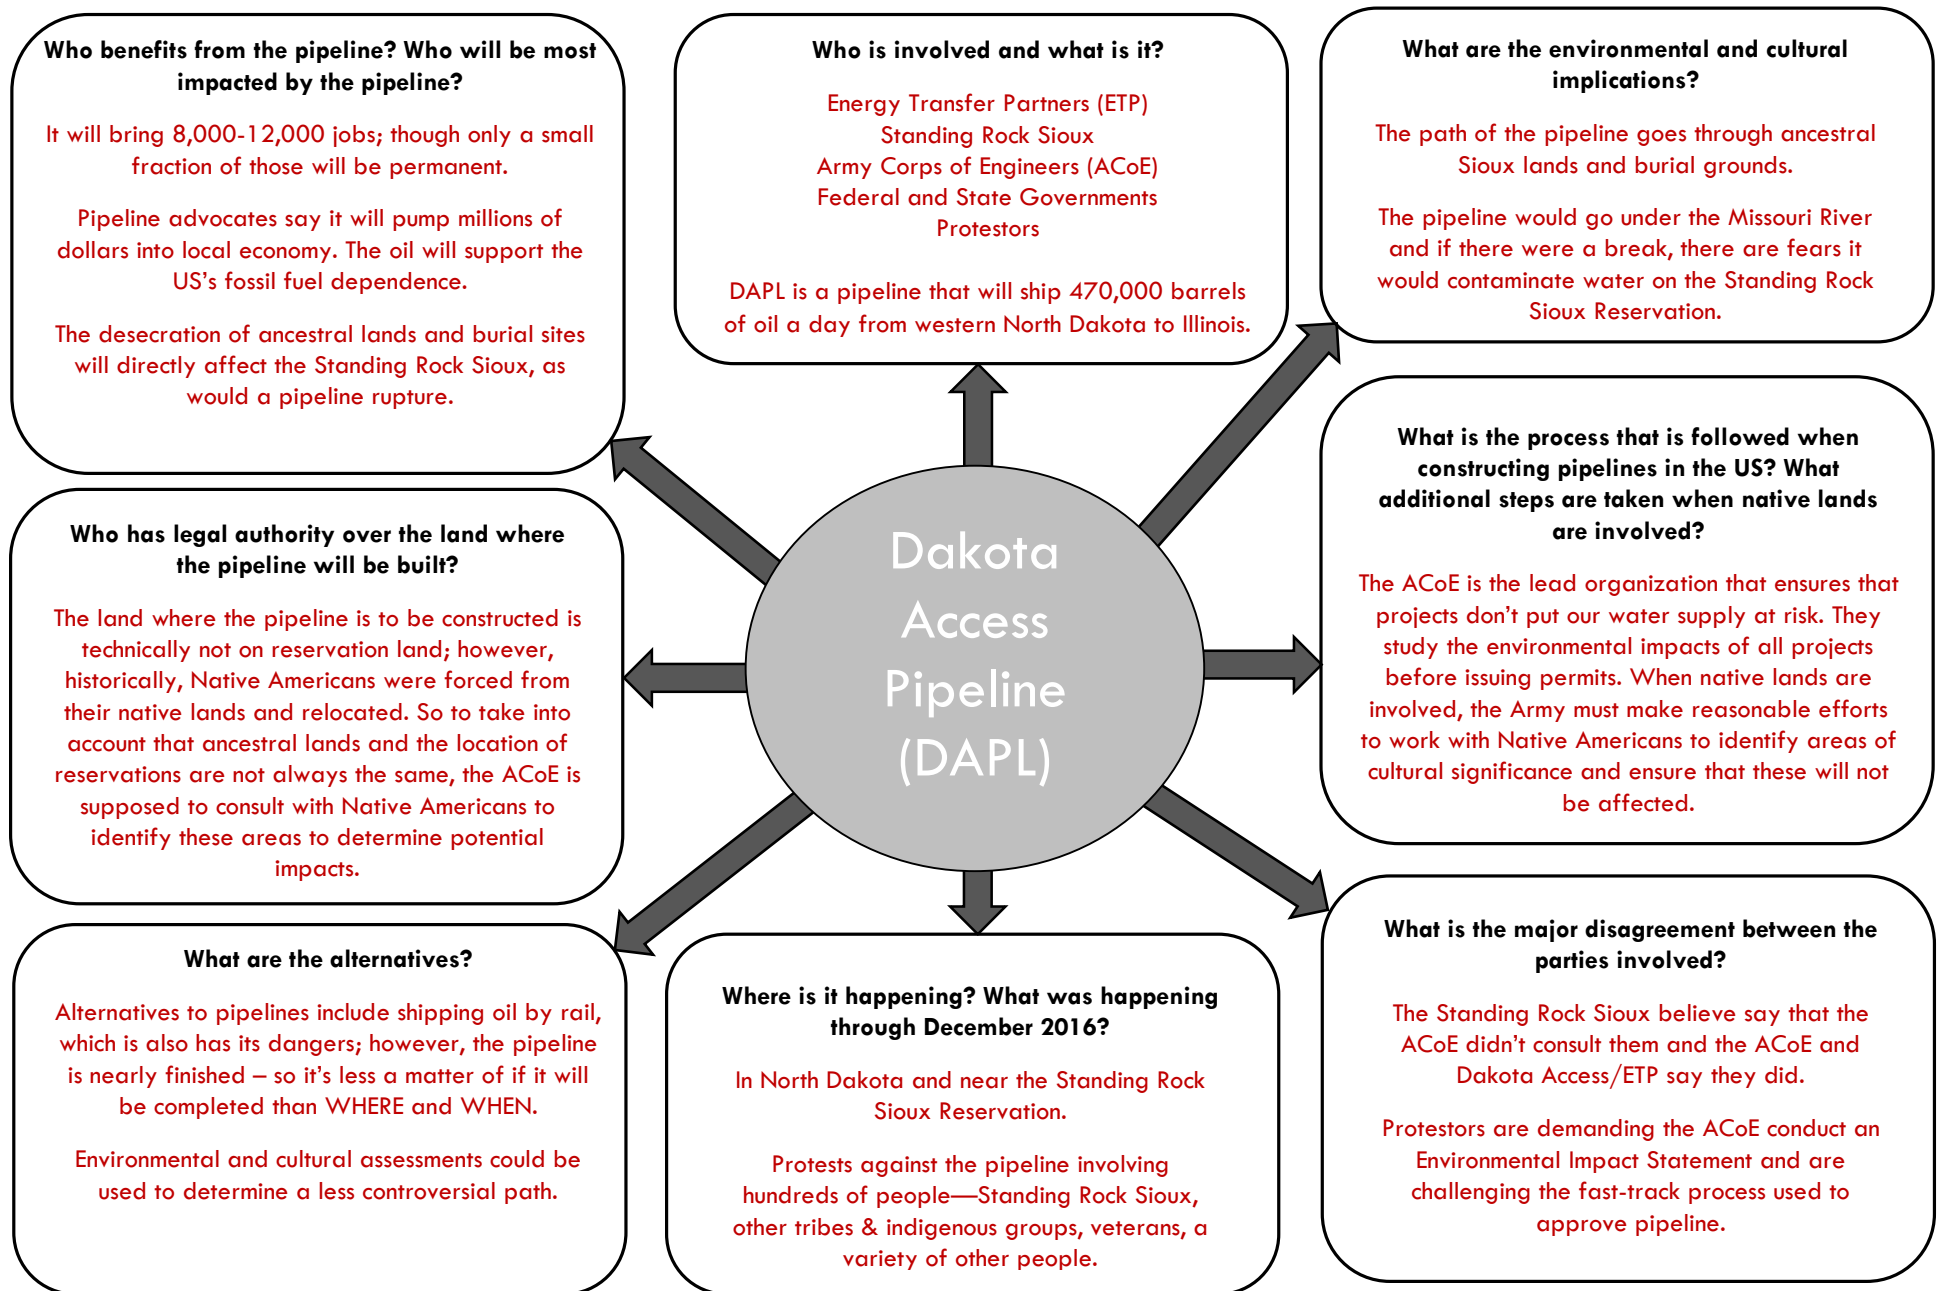 Who benefits from the pipeline? Who will be most
impacted by the pipeline?
It will bring 8,000-12,000 jobs; though only a small
fraction of those will be permanent.
Pipeline advocates say it will pump millions of
dollars into local economy. The oil will support the
US’s fossil fuel dependence.
The desecration of ancestral lands and burial sites
will directly affect the Standing Rock Sioux, as
would a pipeline rupture.
Who is involved and what is it?
Energy Transfer Partners (ETP)
Standing Rock Sioux
Army Corps of Engineers (ACoE)
Federal and State Governments
Protestors
DAPL is a pipeline that will ship 470,000 barrels
of oil a day from western North Dakota to Illinois.
What are the environmental and cultural
implications?
The path of the pipeline goes through ancestral
Sioux lands and burial grounds.
The pipeline would go under the Missouri River
and if there were a break, there are fears it
would contaminate water on the Standing Rock
Sioux Reservation.
Who has legal authority over the land where
the pipeline will be built?
The land where the pipeline is to be constructed is
technically not on reservation land; however,
historically, Native Americans were forced from
their native lands and relocated. So to take into
account that ancestral lands and the location of
reservations are not always the same, the ACoE is
supposed to consult with Native Americans to
identify these areas to determine potential
impacts.
Dakota
Access
Pipeline
(DAPL)
What is the process that is followed when
constructing pipelines in the US? What
additional steps are taken when native lands
are involved?
The ACoE is the lead organization that ensures that
projects don’t put our water supply at risk. They
study the environmental impacts of all projects
before issuing permits. When native lands are
involved, the Army must make reasonable efforts
to work with Native Americans to identify areas of
cultural significance and ensure that these will not
be affected.
What are the alternatives?
Alternatives to pipelines include shipping oil by rail,
which is also has its dangers; however, the pipeline
is nearly finished – so it’s less a matter of if it will
be completed than WHERE and WHEN.
Environmental and cultural assessments could be
used to determine a less controversial path.
Where is it happening? What was happening
through December 2016?
In North Dakota and near the Standing Rock
Sioux Reservation.
Protests against the pipeline involving
hundreds of people—Standing Rock Sioux,
other tribes & indigenous groups, veterans, a
variety of other people.
What is the major disagreement between the
parties involved?
The Standing Rock Sioux believe say that the
ACoE didn’t consult them and the ACoE and
Dakota Access/ETP say they did.
Protestors are demanding the ACoE conduct an
Environmental Impact Statement and are
challenging the fast-track process used to
approve pipeline.